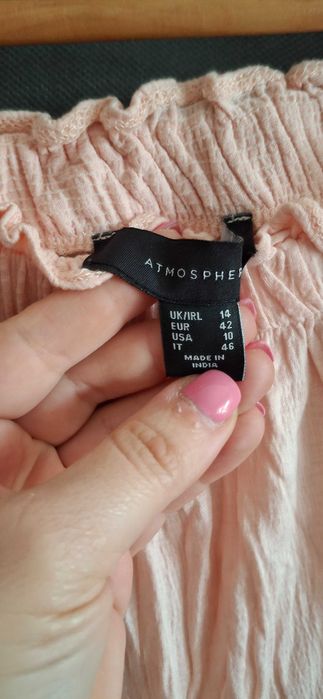 ATMOSPHER
UK/IRL 14
EUR 42
USA 10
IT 46
MADE IN
INDIA